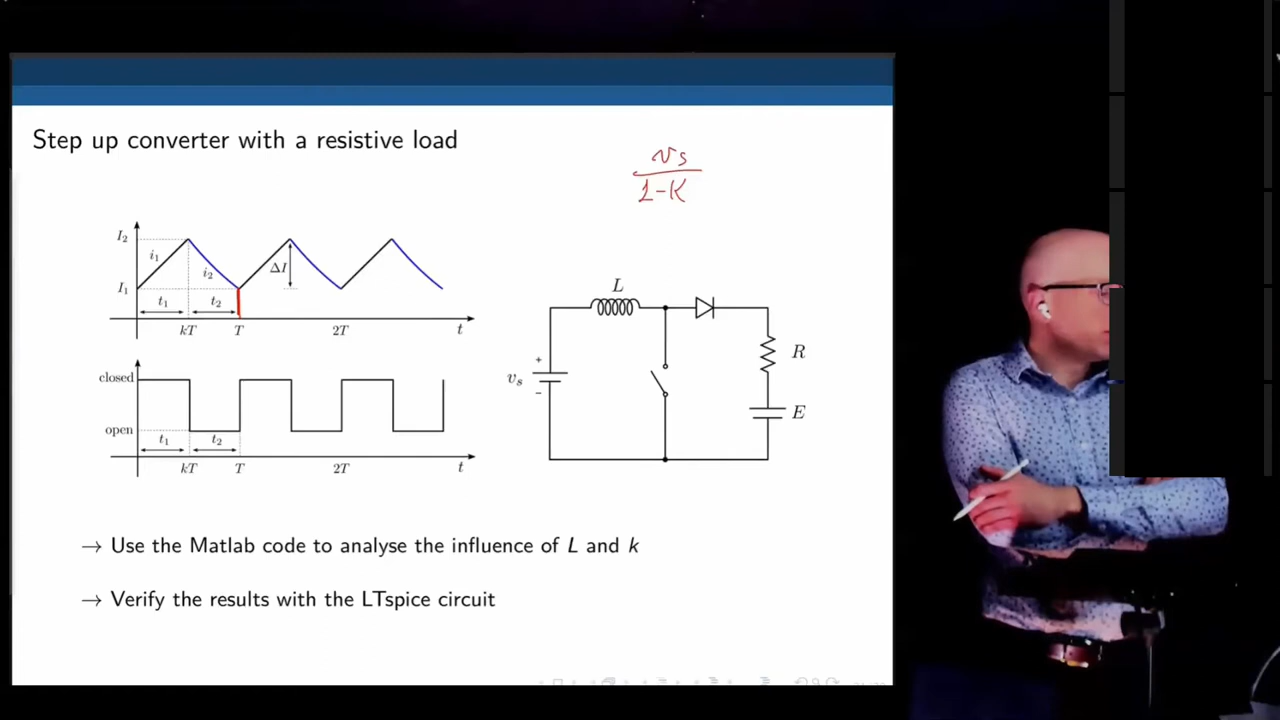 Step up converter with a resistive load
vs
1-K
I₂
i₁
i₂
ΔI
I₁
t₁
t₂
kT
T
2T
t
closed
open
t₁
t₂
kT
T
2T
t
L
+
vₛ
-
R
E
→ Use the Matlab code to analyse the influence of L and k
→ Verify the results with the LTspice circuit